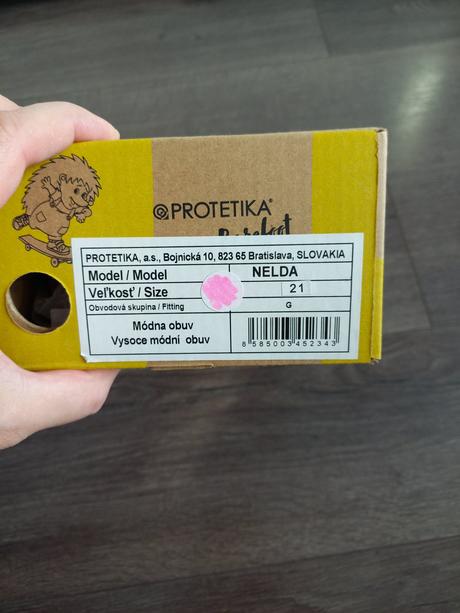 PROTETIKA®
Barefoot
PROTETIKA, a.s., Bojnická 10, 823 65 Bratislava, SLOVAKIA
Model / Model NELDA
Veľkosť / Size 21
Obvodová skupina / Fitting G
Módna obuv
Vysoce módní obuv
8 585003 452343